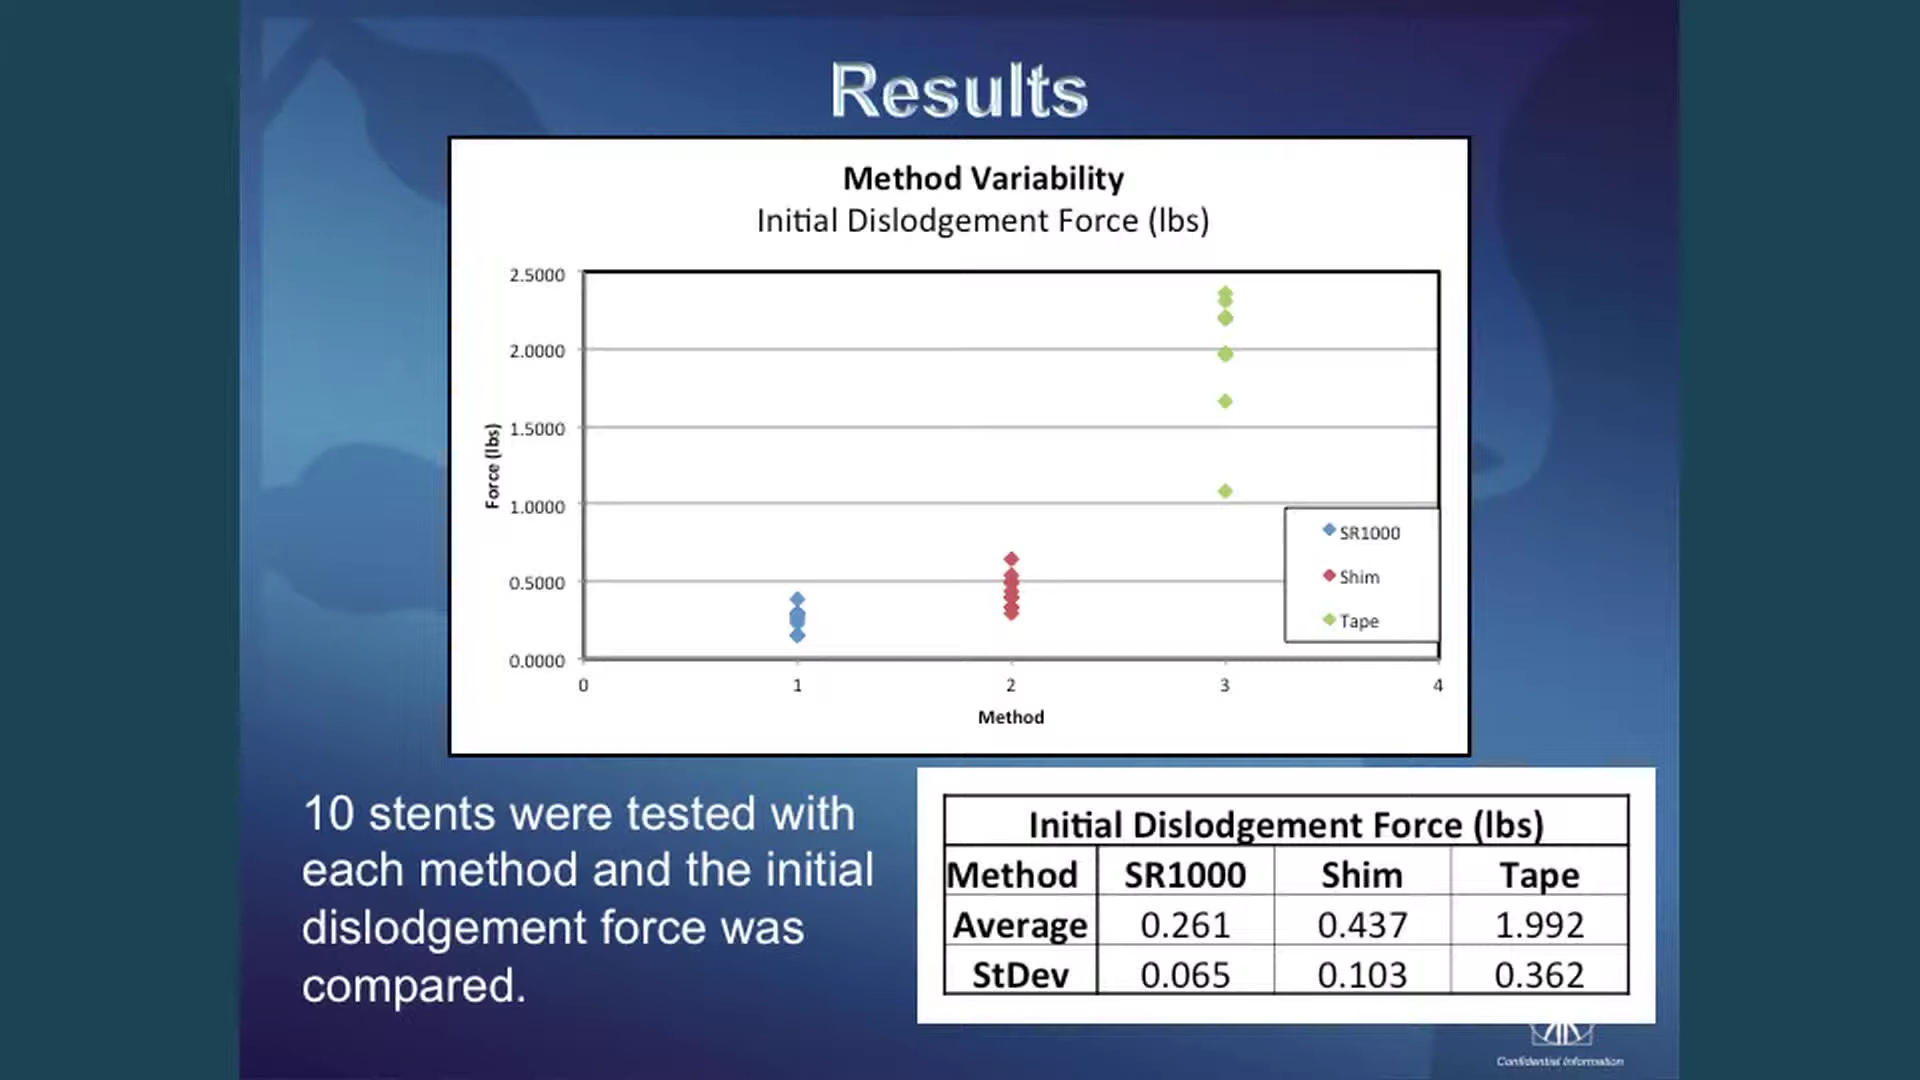 Results
Method Variability
Initial Dislodgement Force (lbs)
2.5000
2.0000
1.5000
1.0000
0.5000
0.0000
Force (lbs)
0 1 2 3 4
Method
SR1000
Shim
Tape
10 stents were tested with
each method and the initial
dislodgement force was
compared.
Initial Dislodgement Force (lbs)
Method SR1000 Shim Tape
Average 0.261 0.437 1.992
StDev 0.065 0.103 0.362
Confidential Information